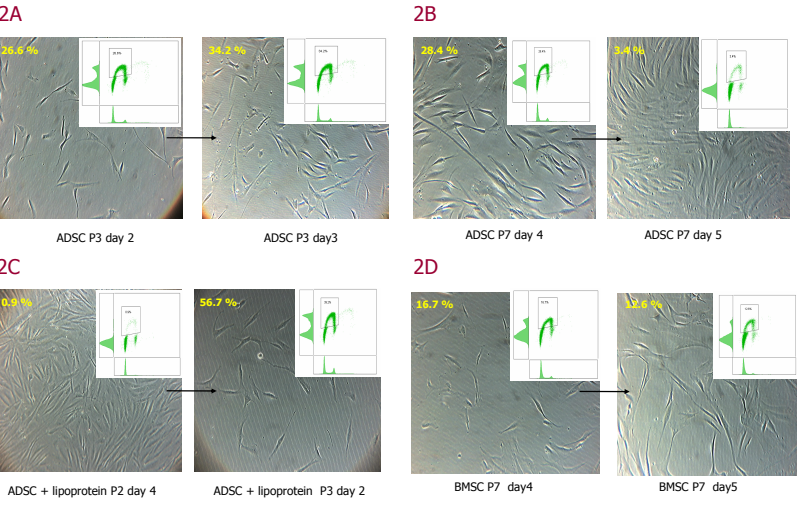 2A
26.6 %
34.2 %
ADSC P3 day 2
ADSC P3 day3
2B
28.4 %
3.4 %
ADSC P7 day 4
ADSC P7 day 5
2C
0.9 %
56.7 %
ADSC + lipoprotein P2 day 4
ADSC + lipoprotein P3 day 2
2D
16.7 %
12.6 %
BMSC P7 day4
BMSC P7 day5